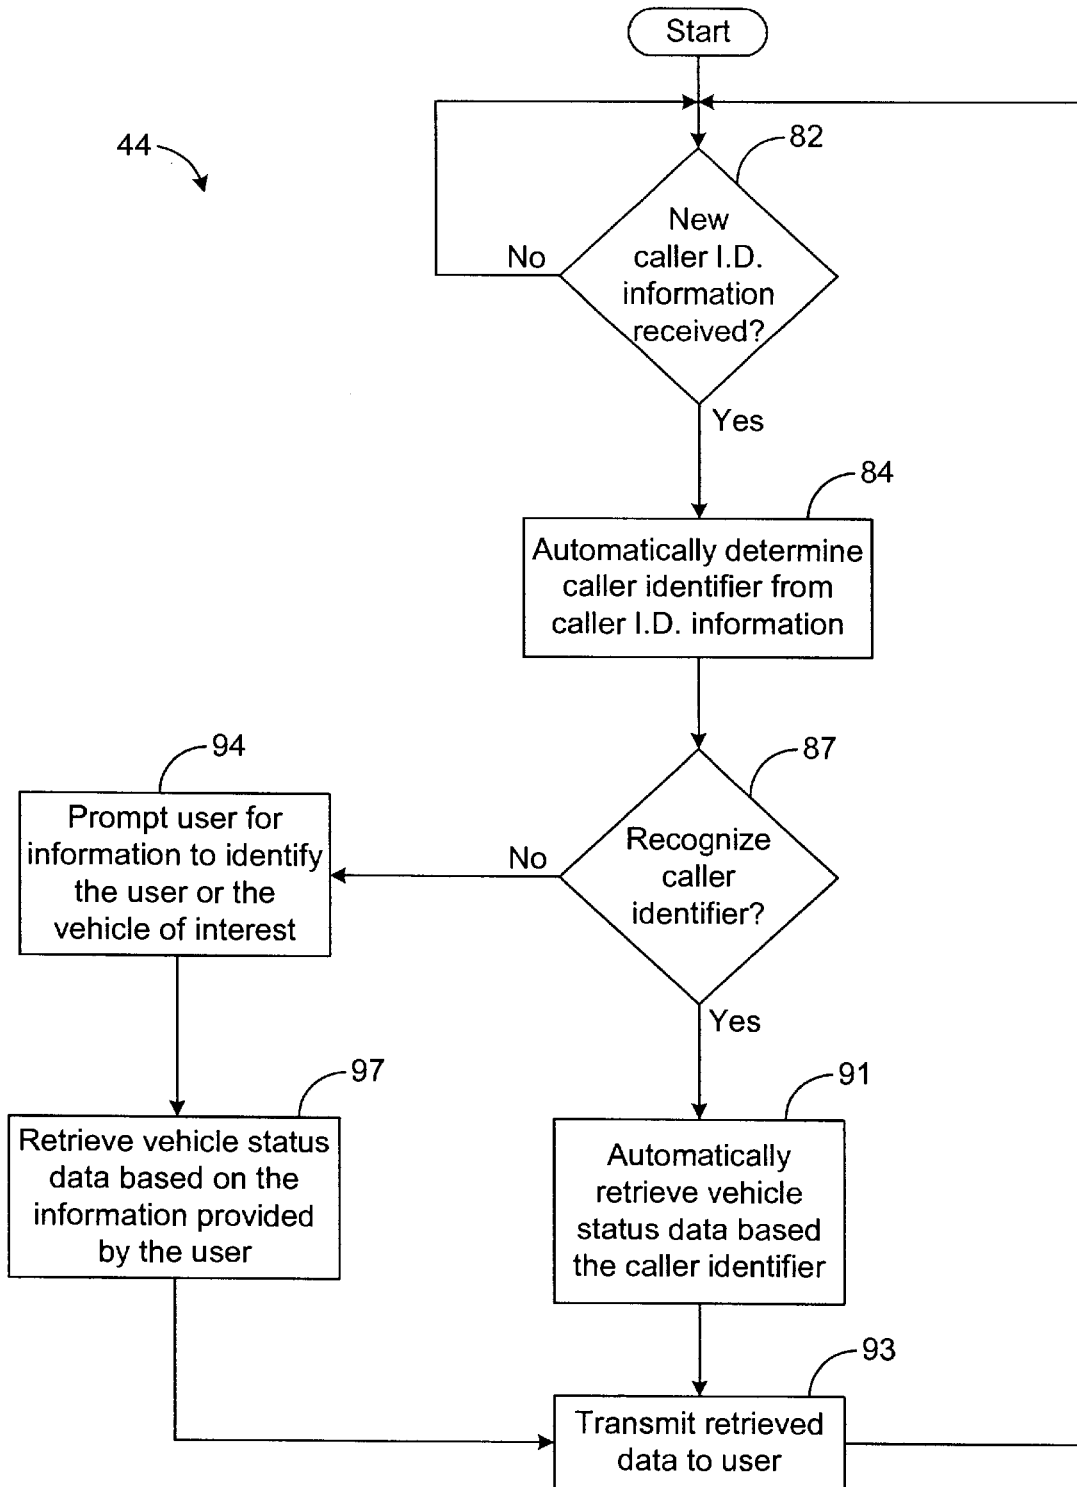 Start
44
82
New
caller I.D.
information
received?
No
Yes
84
Automatically determine
caller identifier from
caller I.D. information
94
87
Prompt user for
information to identify
the user or the
vehicle of interest
No
Recognize
caller
identifier?
Yes
97
91
Retrieve vehicle status
data based on the
information provided
by the user
Automatically
retrieve vehicle
status data based
the caller identifier
93
Transmit retrieved
data to user